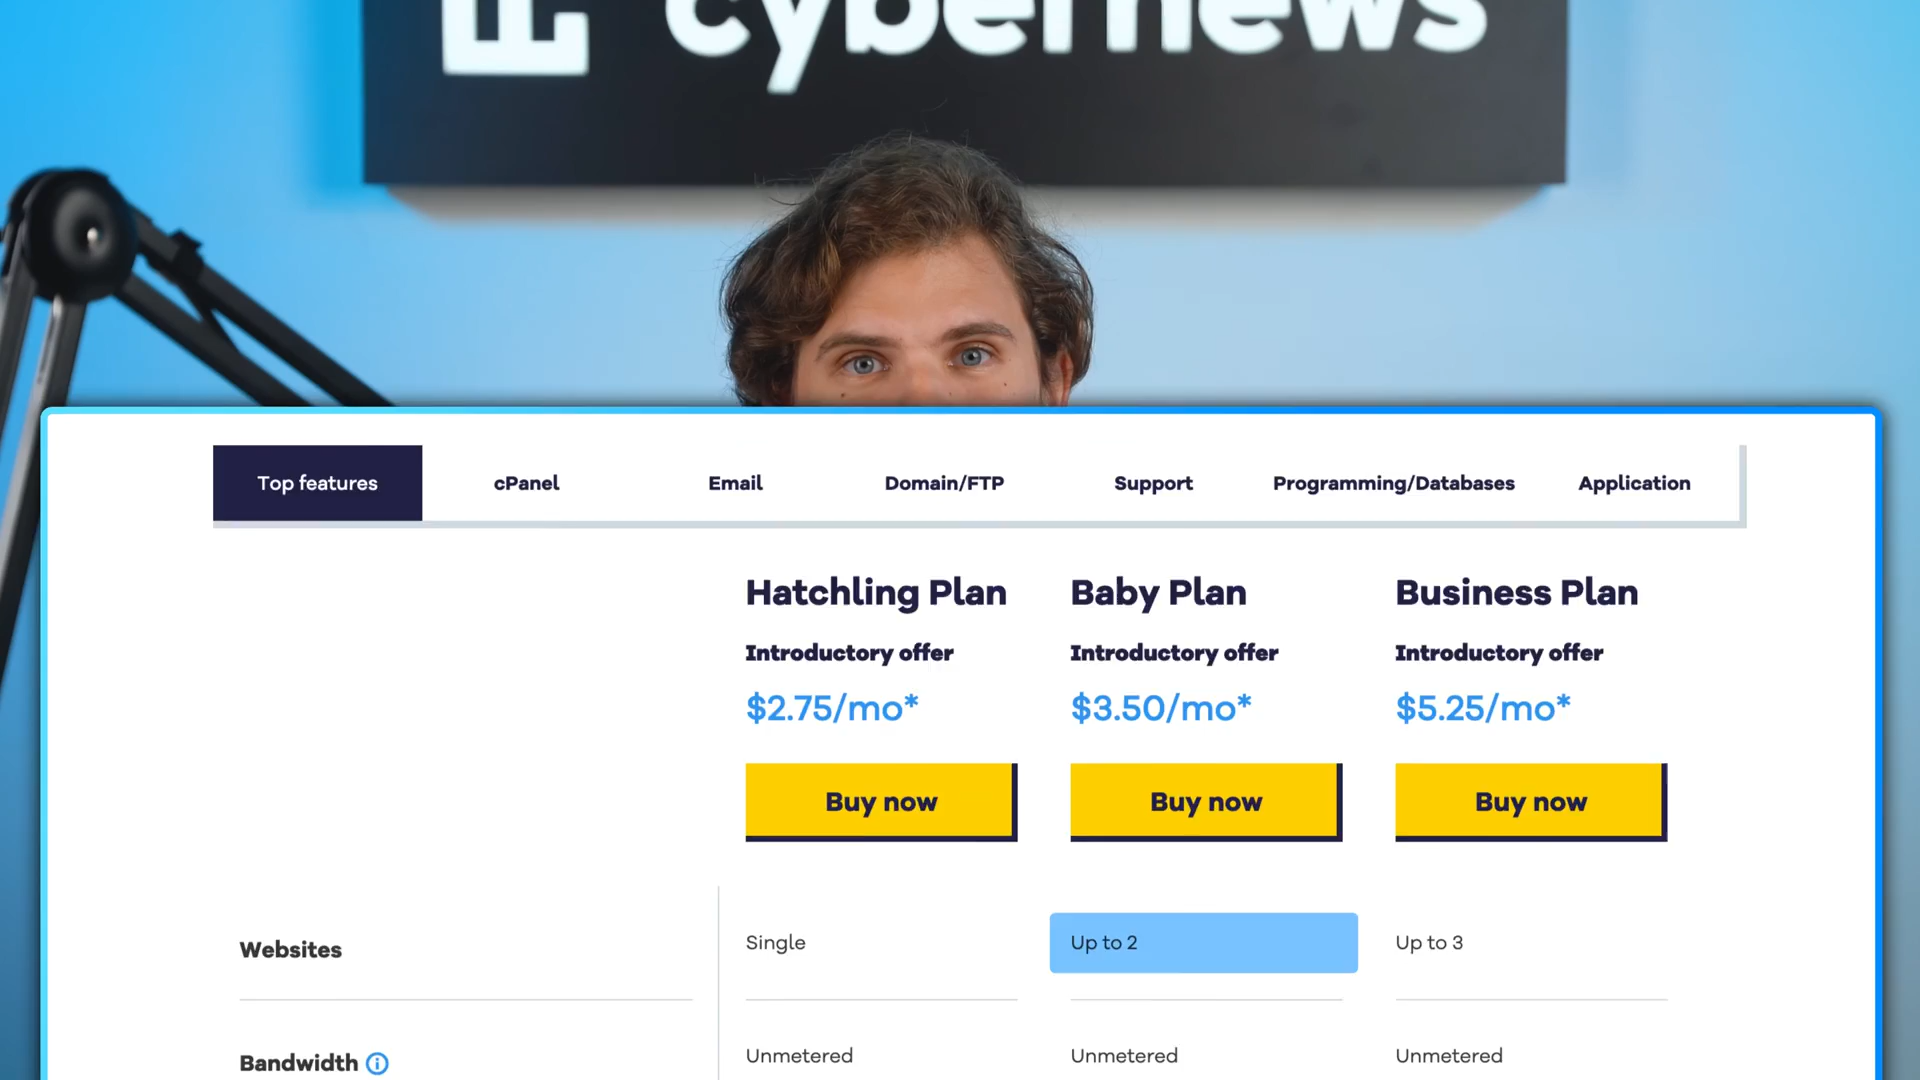 cybernews
Top features cPanel Email Domain/FTP Support Programming/Databases Application
Hatchling Plan Baby Plan Business Plan
Introductory offer Introductory offer Introductory offer
$2.75/mo* $3.50/mo* $5.25/mo*
Buy now Buy now Buy now
Websites Single Up to 2 Up to 3
Bandwidth Unmetered Unmetered Unmetered